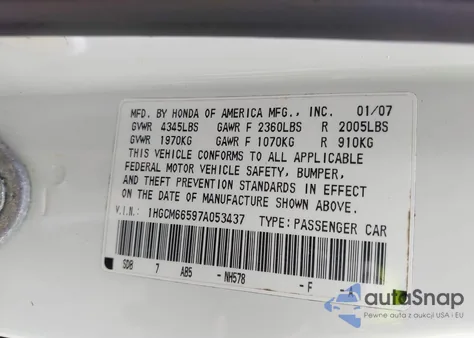 MFD. BY HONDA OF AMERICA MFG., INC. 01/07
GVWR 4345LBS GAWR F 2360LBS R 2005LBS
GVWR 1970KG GAWR F 1070KG R 910KG
THIS VEHICLE CONFORMS TO ALL APPLICABLE
FEDERAL MOTOR VEHICLE SAFETY, BUMPER,
AND THEFT PREVENTION STANDARDS IN EFFECT
ON THE DATE OF MANUFACTURE SHOWN ABOVE.
V.I.N.: 1HGCM66597A053437 TYPE: PASSENGER CAR
SDB 7 AB5 -NH578 -F -A
autoSnap
Pewne auta z aukcji USA i EU